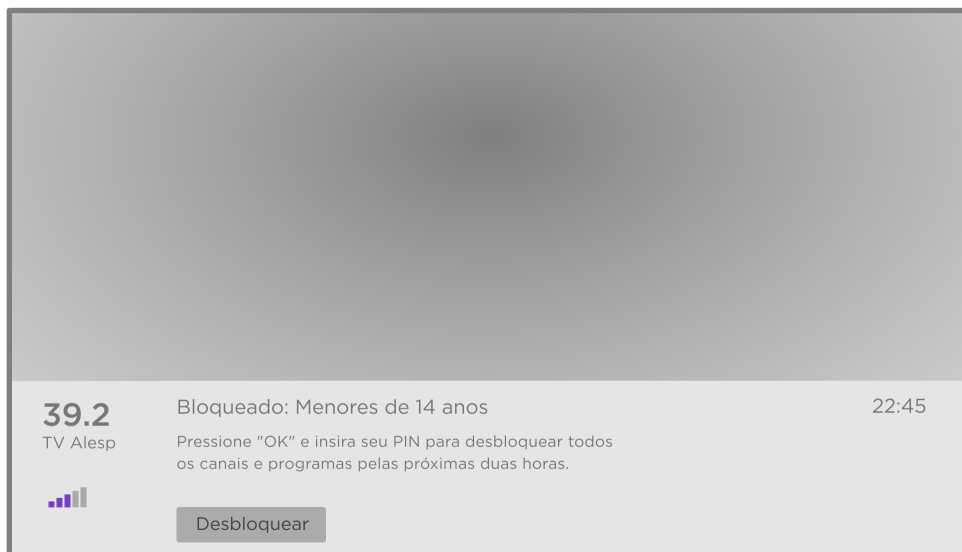 39.2
TV Alesp
Bloqueado: Menores de 14 anos
22:45
Pressione "OK" e insira seu PIN para desbloquear todos
os canais e programas pelas próximas duas horas.
Desbloquear